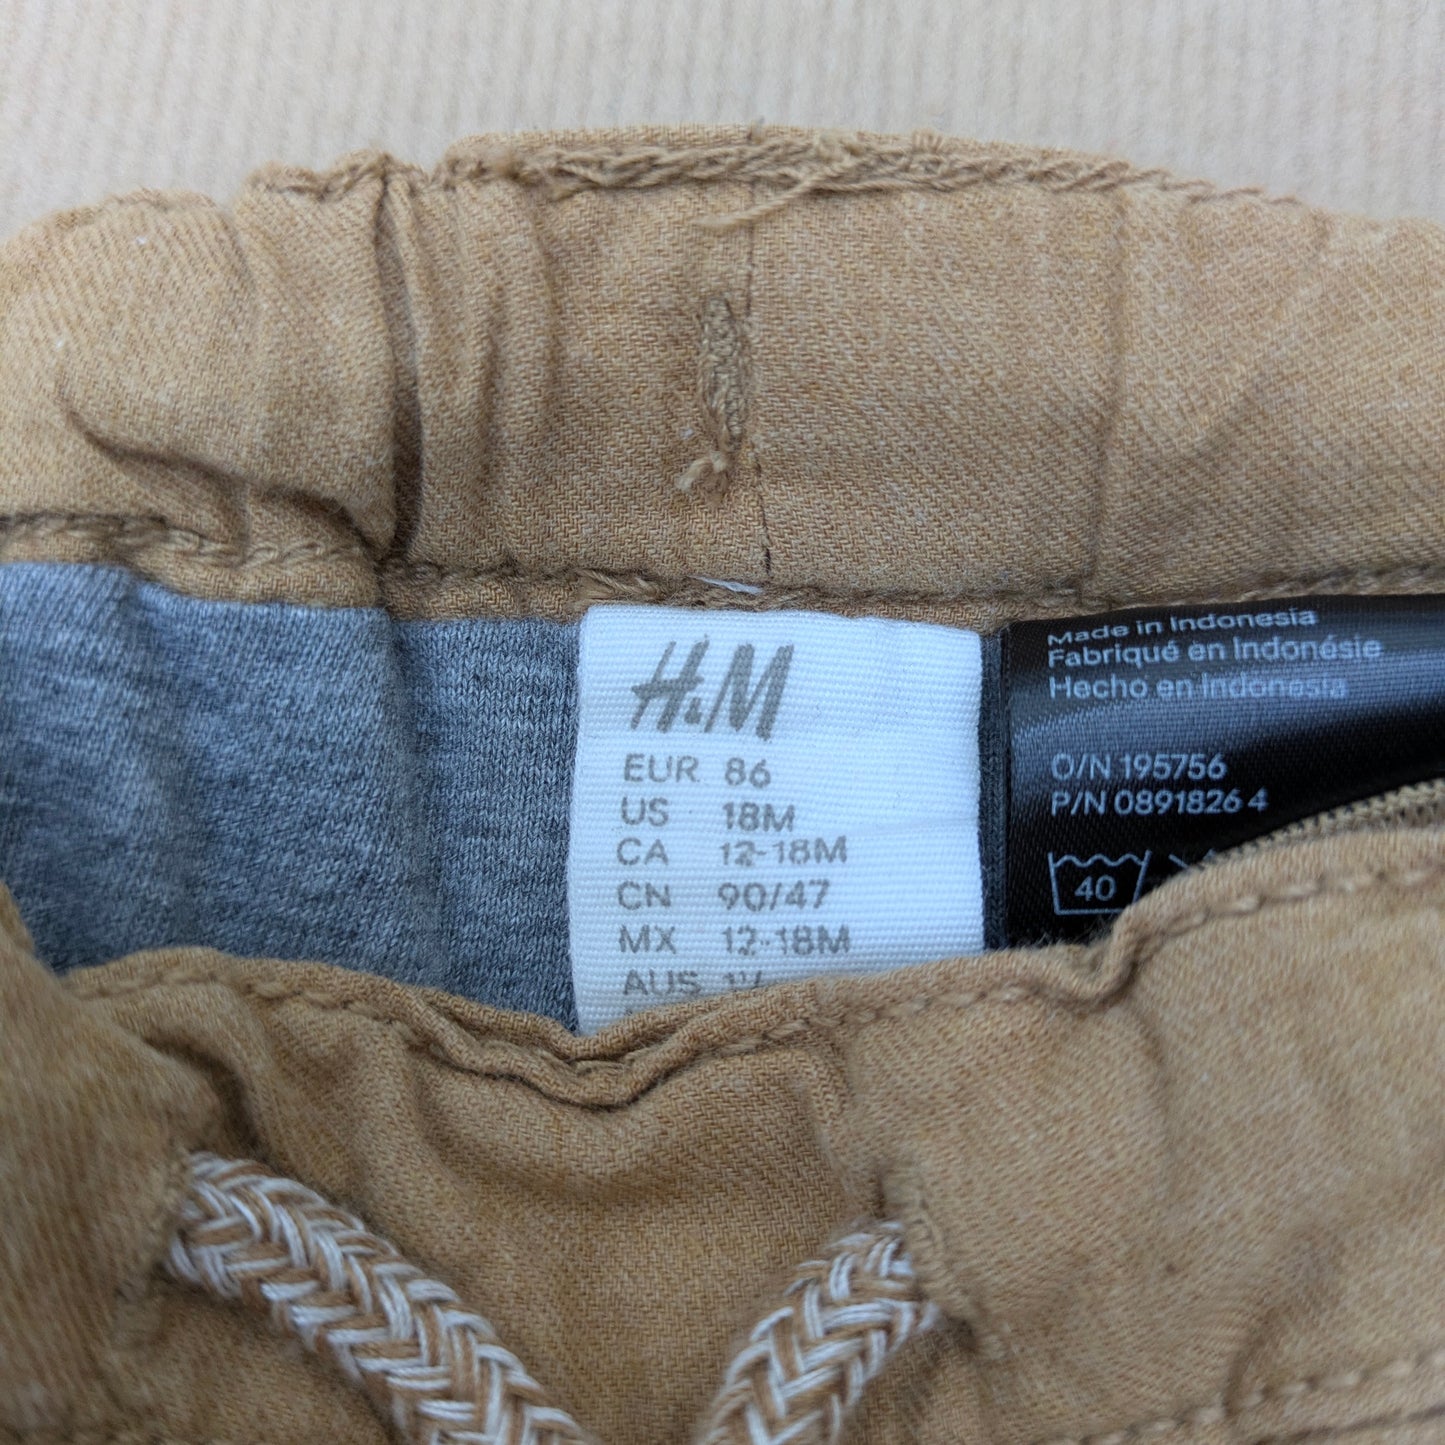 H&M
EUR 86
US 18M
CA 12-18M
CN 90/47
MX 12-18M
AUS
Made in Indonesia
Fabriqué en Indonésie
Hecho en Indonesia
O/N 195756
P/N 0891826 4
40